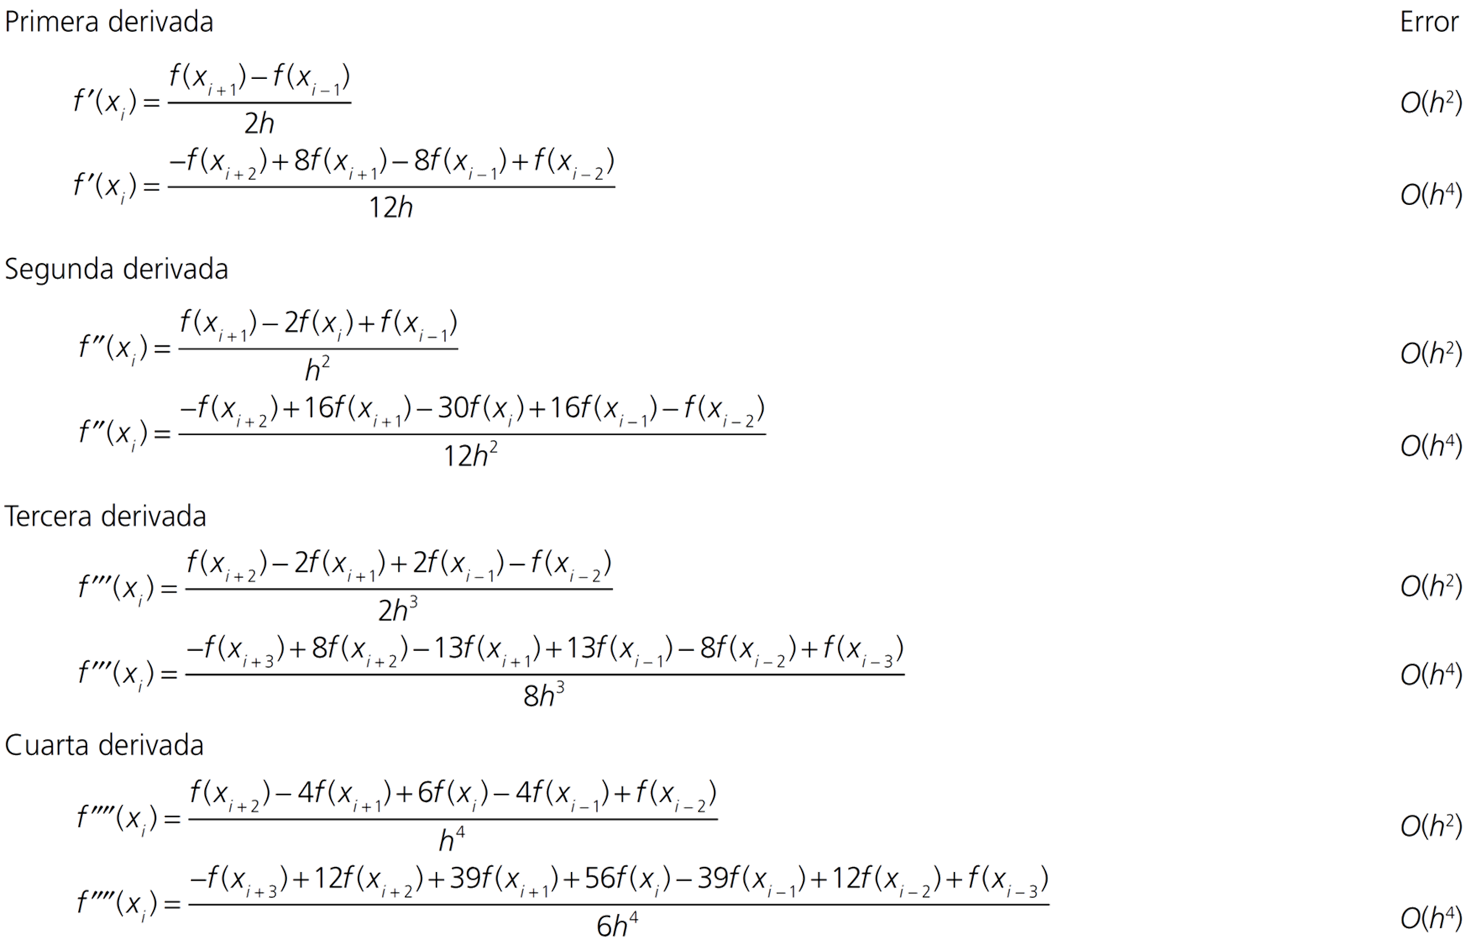 Primera derivada Error
f′(x_i) = (f(x_{i+1}) − f(x_{i−1})) / 2h O(h²)
f′(x_i) = (−f(x_{i+2}) + 8f(x_{i+1}) − 8f(x_{i−1}) + f(x_{i−2})) / 12h O(h⁴)
Segunda derivada
f″(x_i) = (f(x_{i+1}) − 2f(x_i) + f(x_{i−1})) / h² O(h²)
f″(x_i) = (−f(x_{i+2}) + 16f(x_{i+1}) − 30f(x_i) + 16f(x_{i−1}) − f(x_{i−2})) / 12h² O(h⁴)
Tercera derivada
f‴(x_i) = (f(x_{i+2}) − 2f(x_{i+1}) + 2f(x_{i−1}) − f(x_{i−2})) / 2h³ O(h²)
f‴(x_i) = (−f(x_{i+3}) + 8f(x_{i+2}) − 13f(x_{i+1}) + 13f(x_{i−1}) − 8f(x_{i−2}) + f(x_{i−3})) / 8h³ O(h⁴)
Cuarta derivada
f⁗(x_i) = (f(x_{i+2}) − 4f(x_{i+1}) + 6f(x_i) − 4f(x_{i−1}) + f(x_{i−2})) / h⁴ O(h²)
f⁗(x_i) = (−f(x_{i+3}) + 12f(x_{i+2}) + 39f(x_{i+1}) + 56f(x_i) − 39f(x_{i−1}) + 12f(x_{i−2}) + f(x_{i−3})) / 6h⁴ O(h⁴)